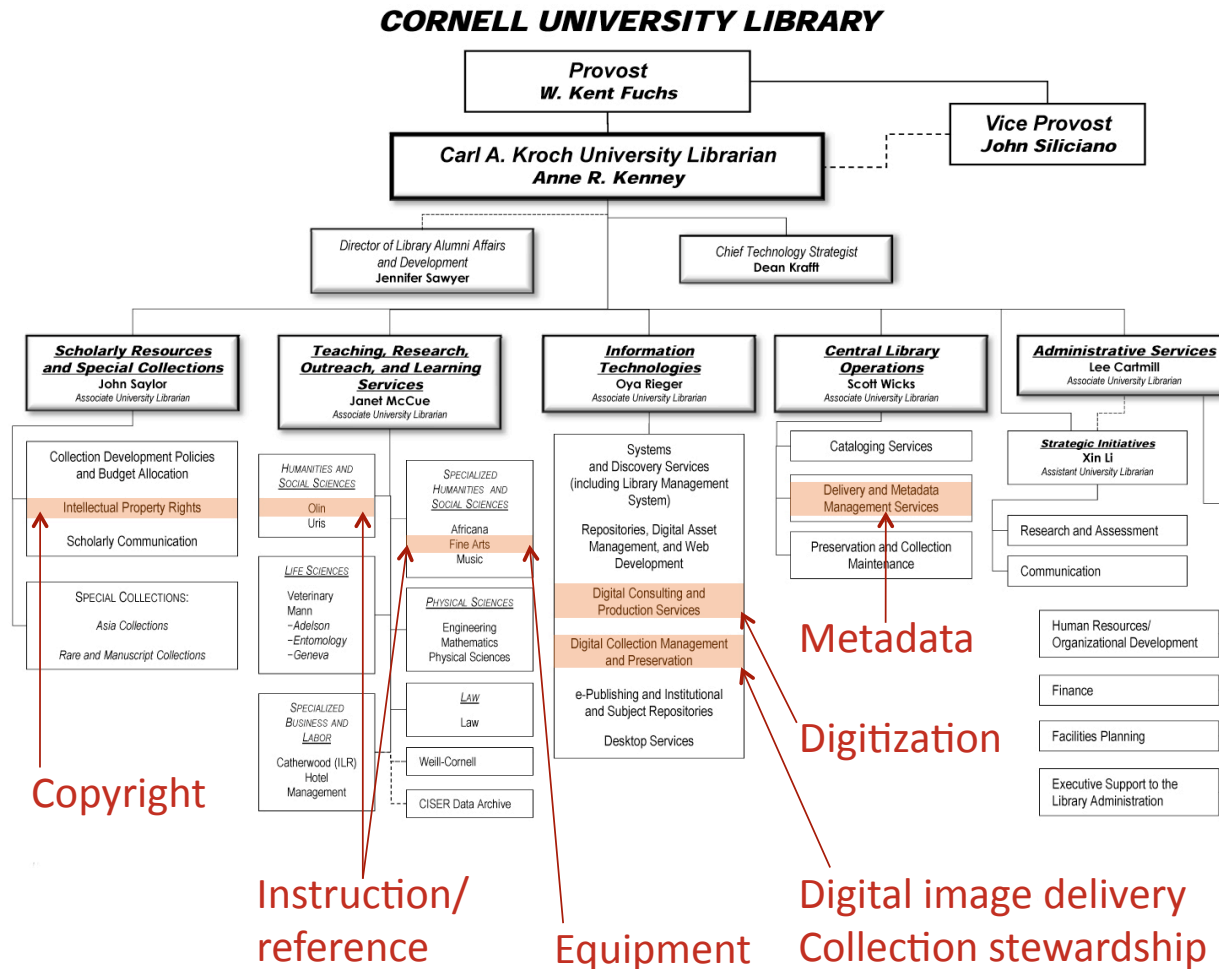 CORNELL UNIVERSITY LIBRARY
Provost
W. Kent Fuchs
Vice Provost
John Siliciano
Carl A. Kroch University Librarian
Anne R. Kenney
Director of Library Alumni Affairs
and Development
Jennifer Sawyer
Chief Technology Strategist
Dean Krafft
Scholarly Resources
and Special Collections
John Saylor
Associate University Librarian
Collection Development Policies
and Budget Allocation
Intellectual Property Rights
Scholarly Communication
SPECIAL COLLECTIONS:
Asia Collections
Rare and Manuscript Collections
Teaching, Research,
Outreach, and Learning
Services
Janet McCue
Associate University Librarian
HUMANITIES AND
SOCIAL SCIENCES
Olin
Uris
LIFE SCIENCES
Veterinary
Mann
–Adelson
–Entomology
–Geneva
SPECIALIZED
BUSINESS AND
LABOR
Catherwood (ILR)
Hotel
Management
SPECIALIZED
HUMANITIES AND
SOCIAL SCIENCES
Africana
Fine Arts
Music
PHYSICAL SCIENCES
Engineering
Mathematics
Physical Sciences
LAW
Law
Weill-Cornell
CISER Data Archive
Information
Technologies
Oya Rieger
Associate University Librarian
Systems
and Discovery Services
(including Library Management
System)
Repositories, Digital Asset
Management, and Web
Development
Digital Consulting and
Production Services
Digital Collection Management
and Preservation
e-Publishing and Institutional
and Subject Repositories
Desktop Services
Central Library
Operations
Scott Wicks
Associate University Librarian
Cataloging Services
Delivery and Metadata
Management Services
Preservation and Collection
Maintenance
Administrative Services
Lee Cartmill
Associate University Librarian
Strategic Initiatives
Xin Li
Assistant University Librarian
Research and Assessment
Communication
Human Resources/
Organizational Development
Finance
Facilities Planning
Executive Support to the
Library Administration
Metadata
Digitization
Copyright
Instruction/
reference
Equipment
Digital image delivery
Collection stewardship